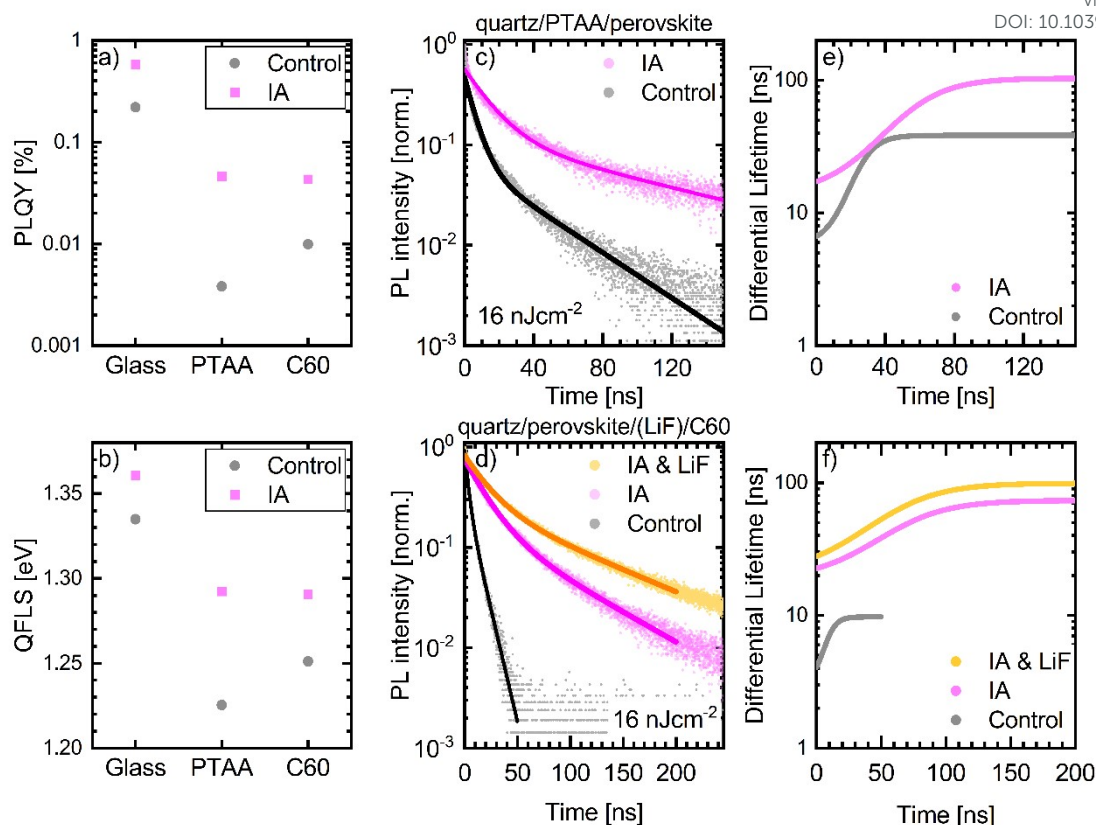 DOI: 10.1039
a)
Control
IA
PLQY [%]
1
0.1
0.01
0.001
Glass
PTAA
C60
quartz/PTAA/perovskite
c)
IA
Control
PL intensity [norm.]
10⁰
10⁻¹
10⁻²
10⁻³
16 nJcm⁻²
0
40
80
120
Time [ns]
e)
Differential Lifetime [ns]
100
10
1
IA
Control
0
40
80
120
Time [ns]
b)
Control
IA
QFLS [eV]
1.35
1.30
1.25
1.20
Glass
PTAA
C60
quartz/perovskite/(LiF)/C60
d)
IA & LiF
IA
Control
PL intensity [norm.]
10⁰
10⁻¹
10⁻²
10⁻³
16 nJcm⁻²
0
50
100
150
200
Time [ns]
f)
Differential Lifetime [ns]
100
10
1
IA & LiF
IA
Control
0
50
100
150
200
Time [ns]